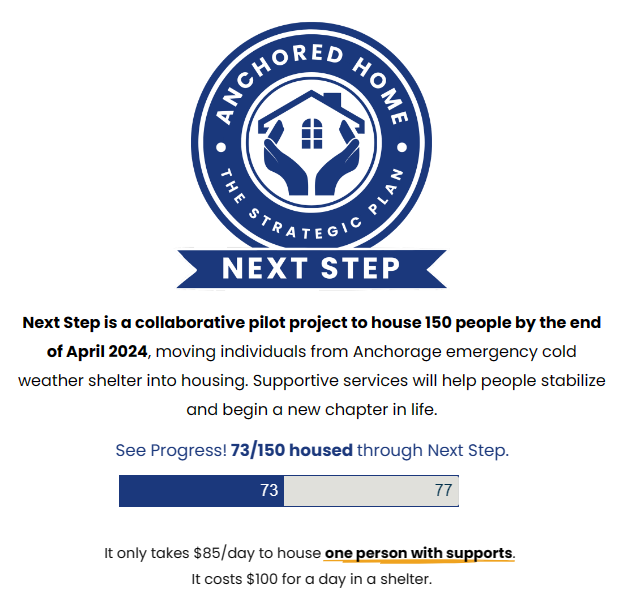 ANCHORED HOME
THE STRATEGIC PLAN
NEXT STEP
Next Step is a collaborative pilot project to house 150 people by the end
of April 2024, moving individuals from Anchorage emergency cold
weather shelter into housing. Supportive services will help people stabilize
and begin a new chapter in life.
See Progress! 73/150 housed through Next Step.
73 77
It only takes $85/day to house one person with supports.
It costs $100 for a day in a shelter.